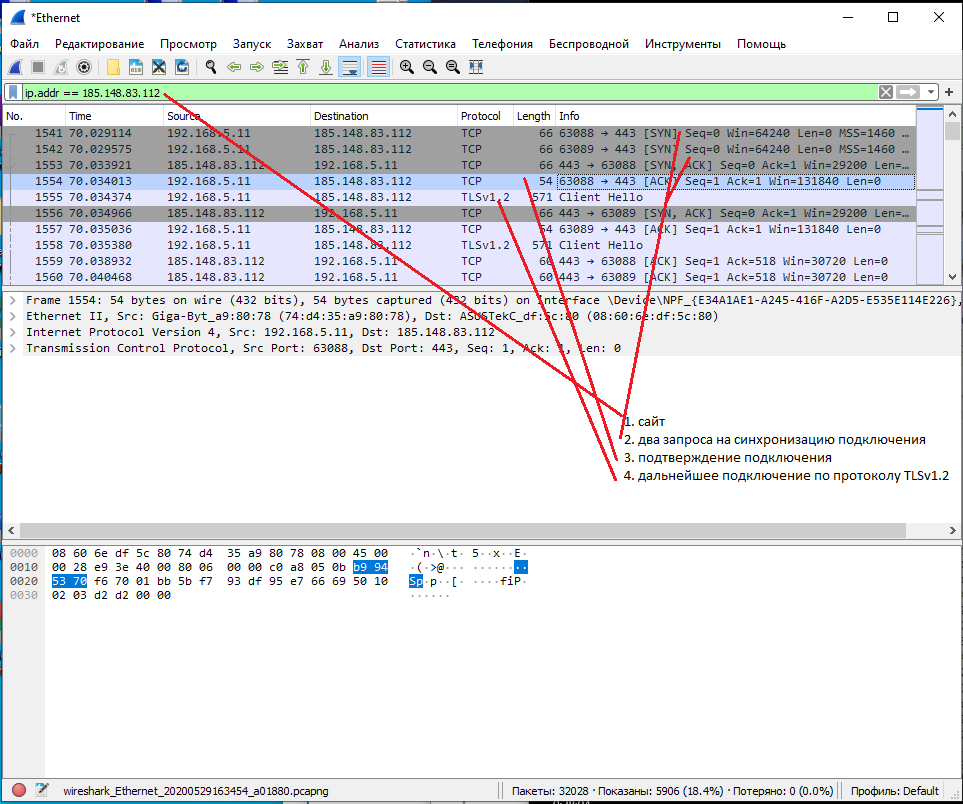 *Ethernet
Файл Редактирование Просмотр Запуск Захват Анализ Статистика Телефония Беспроводной Инструменты Помощь
ip.addr == 185.148.83.112
No. Time Source Destination Protocol Length Info
1541 70.029114 192.168.5.11 185.148.83.112 TCP 66 63088 → 443 [SYN] Seq=0 Win=64240 Len=0 MSS=1460 …
1542 70.029575 192.168.5.11 185.148.83.112 TCP 66 63089 → 443 [SYN] Seq=0 Win=64240 Len=0 MSS=1460 …
1553 70.033921 185.148.83.112 192.168.5.11 TCP 66 443 → 63088 [SYN, ACK] Seq=0 Ack=1 Win=29200 Len=…
1554 70.034013 192.168.5.11 185.148.83.112 TCP 54 63088 → 443 [ACK] Seq=1 Ack=1 Win=131840 Len=0
1555 70.034374 192.168.5.11 185.148.83.112 TLSv1.2 571 Client Hello
1556 70.034966 185.148.83.112 192.168.5.11 TCP 66 443 → 63089 [SYN, ACK] Seq=0 Ack=1 Win=29200 Len=…
1557 70.035036 192.168.5.11 185.148.83.112 TCP 54 63089 → 443 [ACK] Seq=1 Ack=1 Win=131840 Len=0
1558 70.035380 192.168.5.11 185.148.83.112 TLSv1.2 571 Client Hello
1559 70.038932 185.148.83.112 192.168.5.11 TCP 60 443 → 63088 [ACK] Seq=1 Ack=518 Win=30720 Len=0
1560 70.040468 185.148.83.112 192.168.5.11 TCP 60 443 → 63089 [ACK] Seq=1 Ack=518 Win=30720 Len=0
Frame 1554: 54 bytes on wire (432 bits), 54 bytes captured (432 bits) on interface \Device\NPF_{E34A1AE1-A245-416F-A2D5-E535E114E226},
Ethernet II, Src: Giga-Byt_a9:80:78 (74:d4:35:a9:80:78), Dst: ASUSTekC_df:5c:80 (08:60:6e:df:5c:80)
Internet Protocol Version 4, Src: 192.168.5.11, Dst: 185.148.83.112
Transmission Control Protocol, Src Port: 63088, Dst Port: 443, Seq: 1, Ack: 1, Len: 0
1. сайт
2. два запроса на синхронизацию подключения
3. подтверждение подключения
4. дальнейшее подключение по протоколу TLSv1.2
0000 08 60 6e df 5c 80 74 d4 35 a9 80 78 08 00 45 00 ·`n·\·t· 5··x··E·
0010 00 28 e9 3e 40 00 80 06 00 00 c0 a8 05 0b b9 94 ·(·>@··· ········
0020 53 70 f6 70 01 bb 5b f7 93 df 95 e7 66 69 50 10 Sp·p··[· ····fiP·
0030 02 03 d2 d2 00 00 ······
wireshark_Ethernet_20200529163454_a01880.pcapng Пакеты: 32028 · Показаны: 5906 (18.4%) · Потеряно: 0 (0.0%) Профиль: Default